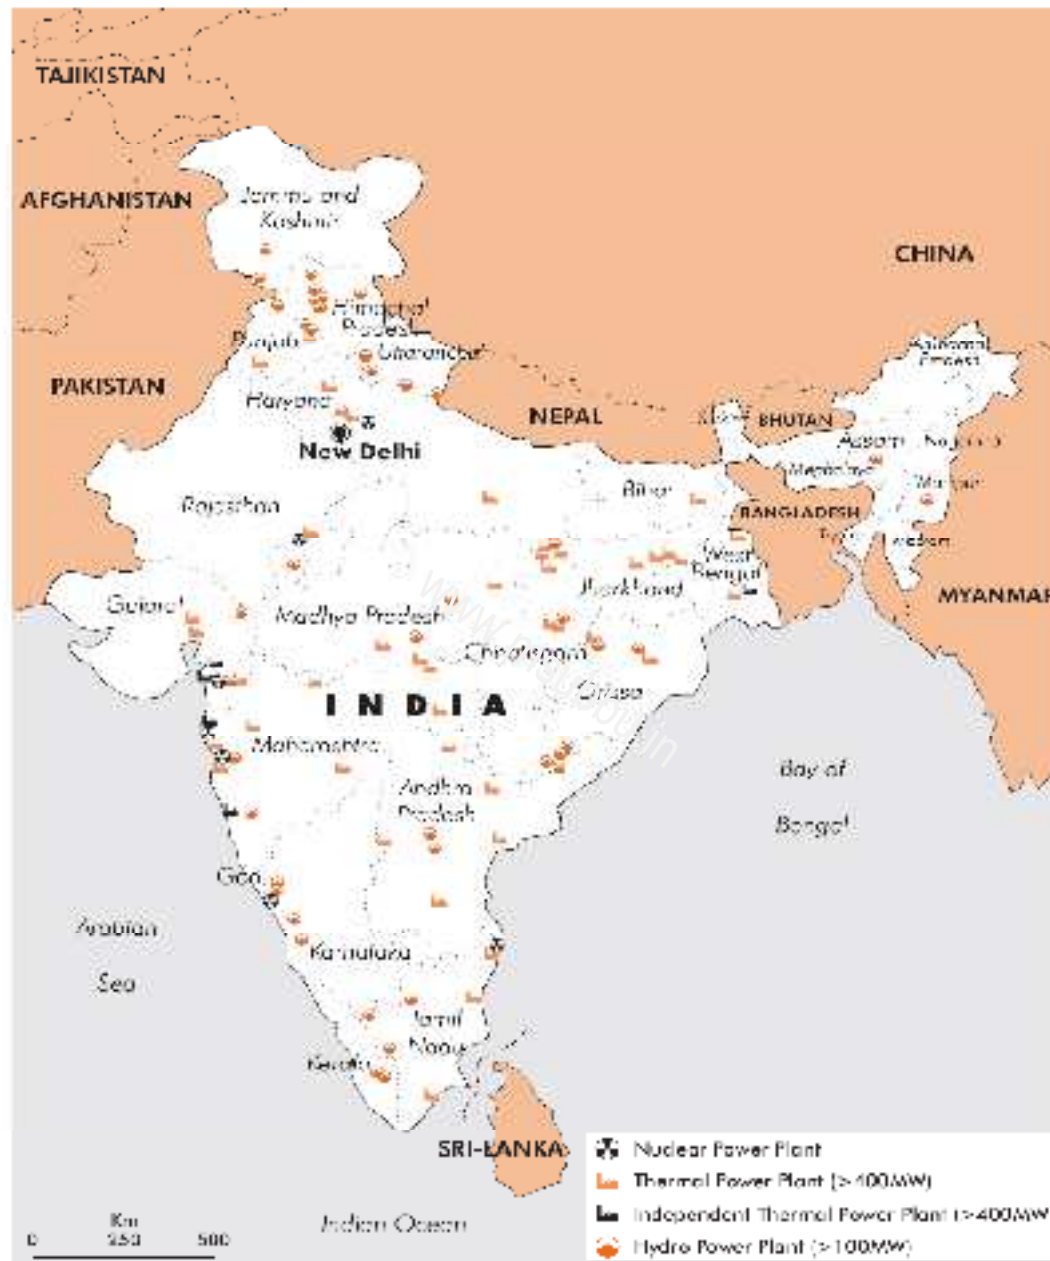 TAJIKISTAN
AFGHANISTAN
Jammu and
Kashmir
CHINA
Himachal
Pradesh
Punjab
Uttaranchal
PAKISTAN
Haryana
NEPAL
BHUTAN
Pradesh
Assam
New Delhi
Meghalaya
Rajasthan
Bihar
BANGLADESH
West
Bengal
Jharkhand
MYANMAR
Gujarat
Madhya Pradesh
Chhatisgarh
INDIA
Orissa
Maharashtra
Andhra
Pradesh
Bay of
Bengal
Goa
Arabian
Sea
Karnataka
Tamil
Nadu
Kerala
SRI-LANKA
Indian Ocean
Km
0 250 500
Nuclear Power Plant
Thermal Power Plant (>400MW)
Independent Thermal Power Plant (>400MW
Hydro Power Plant (>100MW)